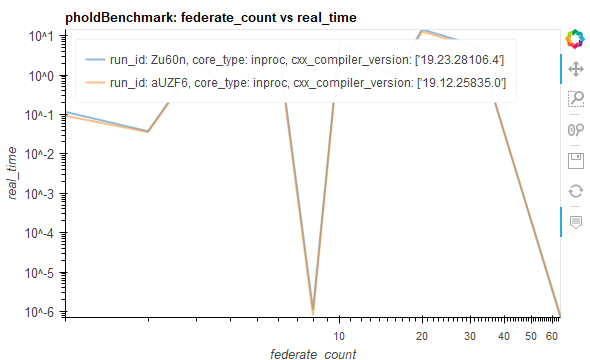 pholdBenchmark: federate_count vs real_time
run_id: Zu60n, core_type: inproc, cxx_compiler_version: ['19.23.28106.4']
run_id: aUZF6, core_type: inproc, cxx_compiler_version: ['19.12.25835.0']
10^1
10^0
10^-1
10^-2
10^-3
10^-4
10^-5
10^-6
real_time
10
20
30
40
50
60
federate_count